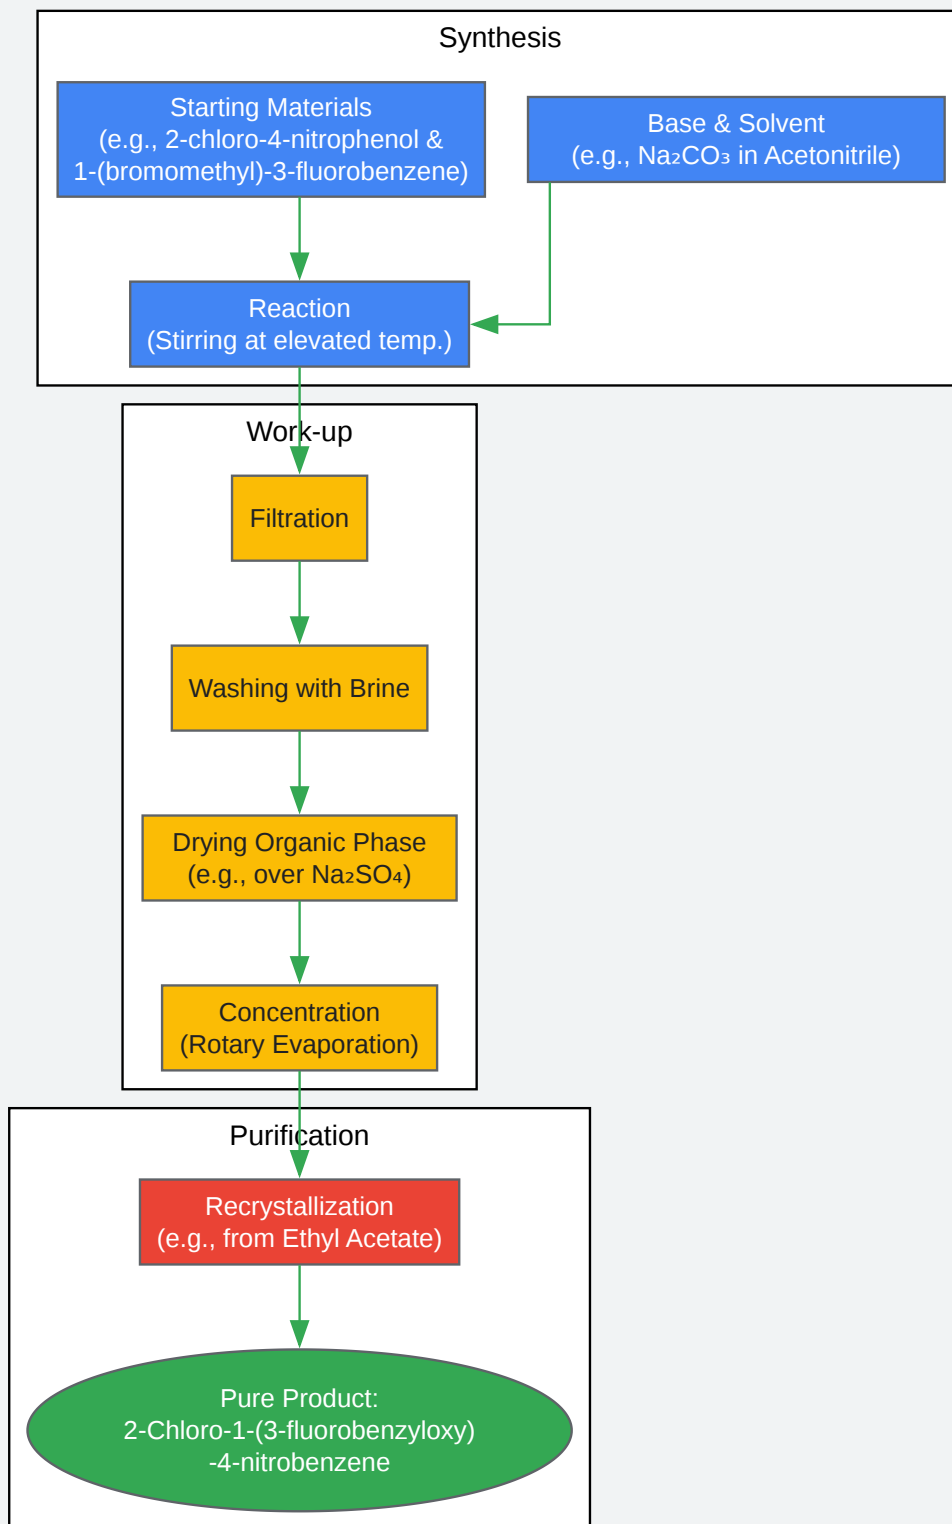 Synthesis
Starting Materials
(e.g., 2-chloro-4-nitrophenol &
1-(bromomethyl)-3-fluorobenzene)
Base & Solvent
(e.g., Na₂CO₃ in Acetonitrile)
Reaction
(Stirring at elevated temp.)
Work-up
Filtration
Washing with Brine
Drying Organic Phase
(e.g., over Na₂SO₄)
Concentration
(Rotary Evaporation)
Purification
Recrystallization
(e.g., from Ethyl Acetate)
Pure Product:
2-Chloro-1-(3-fluorobenzyloxy)
-4-nitrobenzene